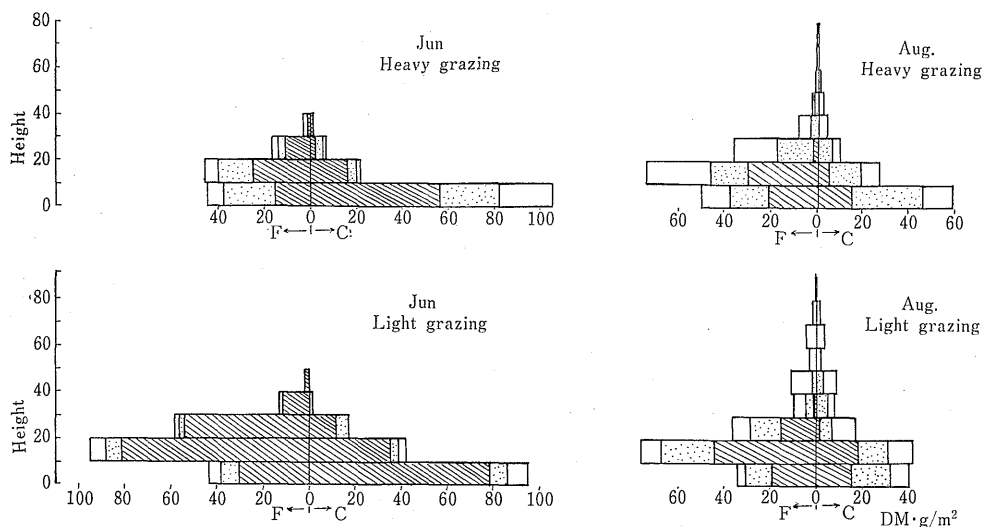 80
60
40
20
0
Height
Jun
Heavy grazing
40 20 0 20 40 60 80 100
F ← → C
Aug.
Heavy grazing
60 40 20 0 20 40 60
F ← → C
80
60
40
20
0
Height
Jun
Light grazing
100 80 60 40 20 0 20 40 60 80 100
F ← → C
Aug.
Light grazing
60 40 20 0 20 40
F ← → C DM·g/m²